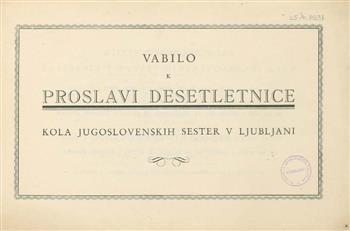 VABILO
K
PROSLAVI DESETLETNICE
KOLA JUGOSLOVENSKIH SESTER V LJUBLJANI